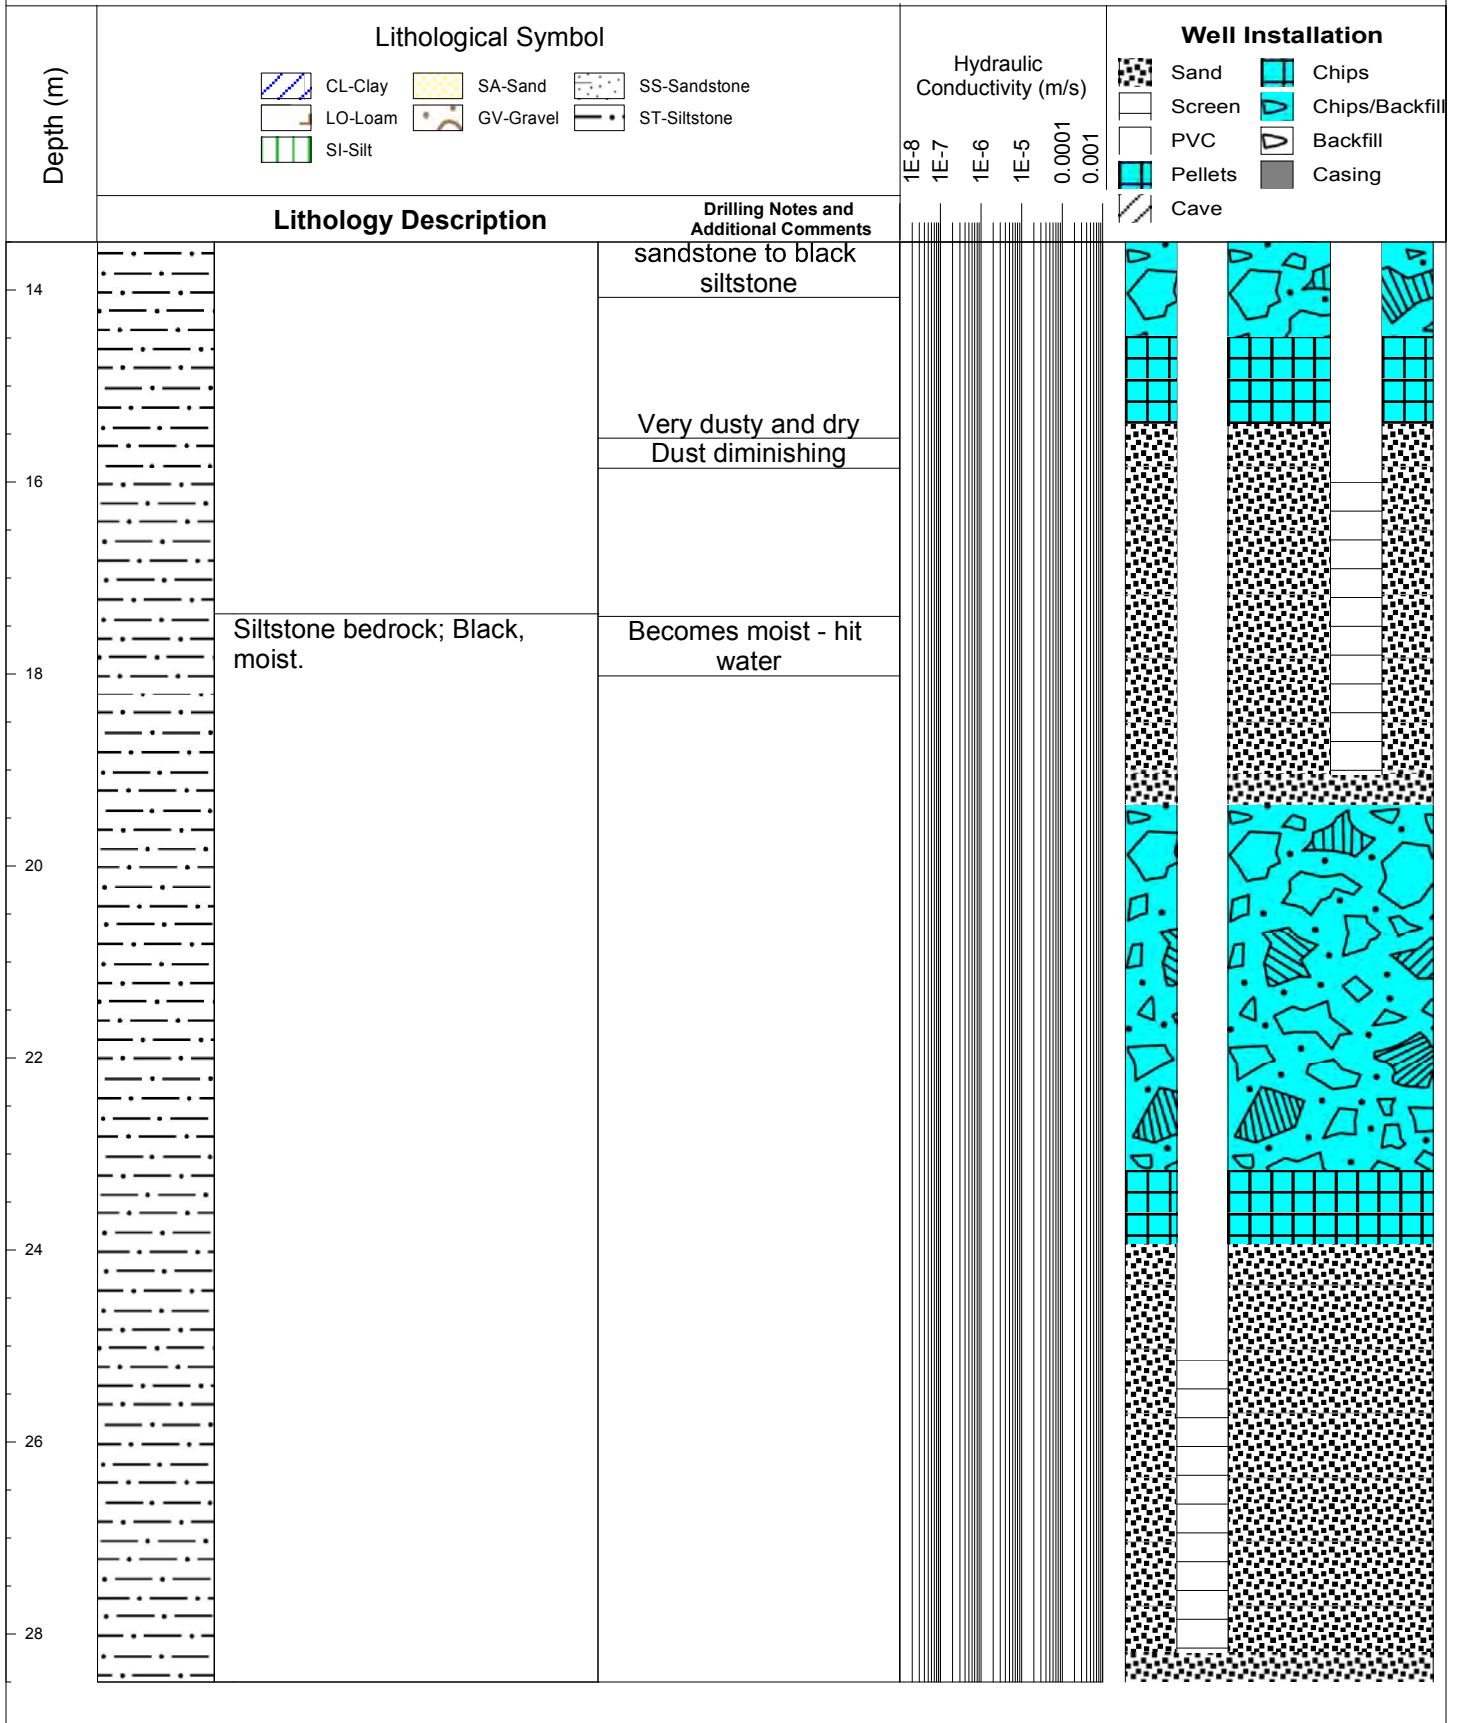 Lithological Symbol
CL-Clay
SA-Sand
SS-Sandstone
LO-Loam
GV-Gravel
ST-Siltstone
SI-Silt
Depth (m)
Hydraulic
Conductivity (m/s)
1E-8
1E-7
1E-6
1E-5
0.0001
0.001
Well Installation
Sand
Chips
Screen
Chips/Backfill
PVC
Backfill
Pellets
Casing
Cave
Lithology Description
Drilling Notes and
Additional Comments
sandstone to black
siltstone
14
Very dusty and dry
Dust diminishing
16
Siltstone bedrock; Black,
moist.
Becomes moist - hit
water
18
20
22
24
26
28